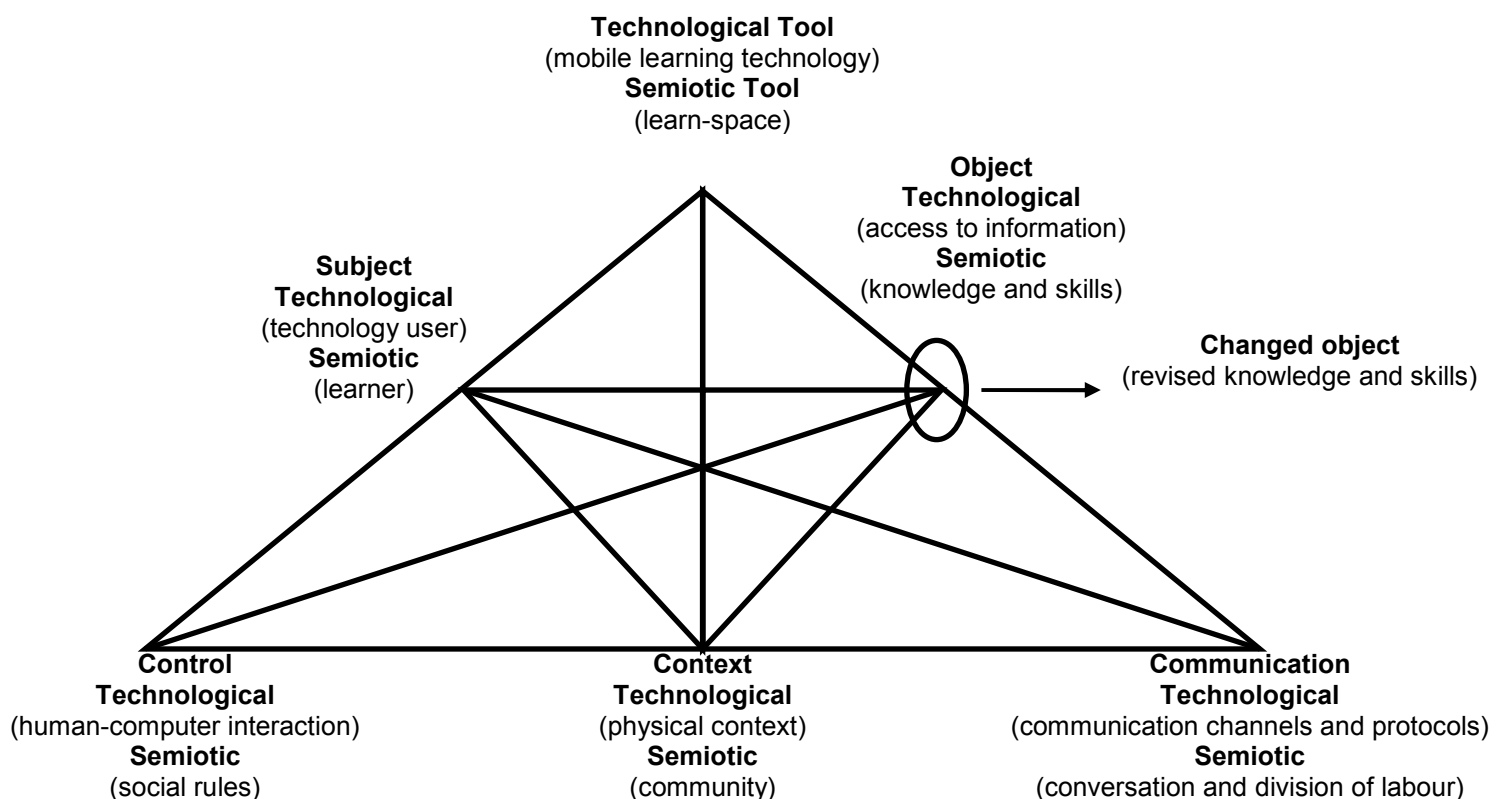 Technological Tool
(mobile learning technology)
Semiotic Tool
(learn-space)
Object
Technological
(access to information)
Semiotic
(knowledge and skills)
Subject
Technological
(technology user)
Semiotic
(learner)
Changed object
(revised knowledge and skills)
Control
Technological
(human-computer interaction)
Semiotic
(social rules)
Context
Technological
(physical context)
Semiotic
(community)
Communication
Technological
(communication channels and protocols)
Semiotic
(conversation and division of labour)